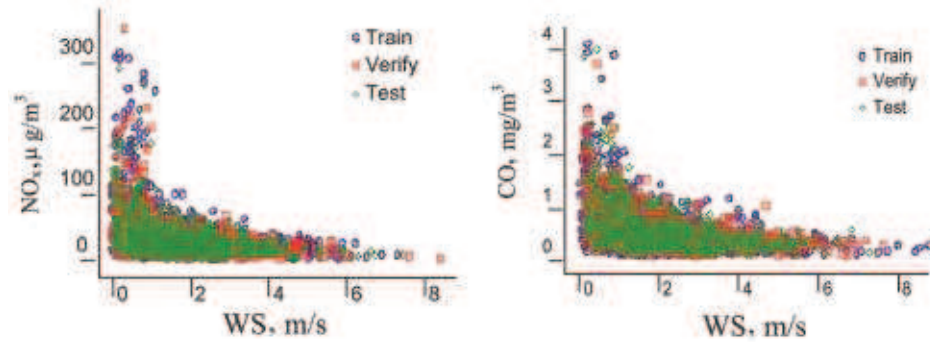 300
200
100
0
NOx, μ g/m³
Train
Verify
Test
0 2 4 6 8
WS, m/s
4
3
2
1
0
CO, mg/m³
Train
Verify
Test
0 2 4 6 8
WS, m/s